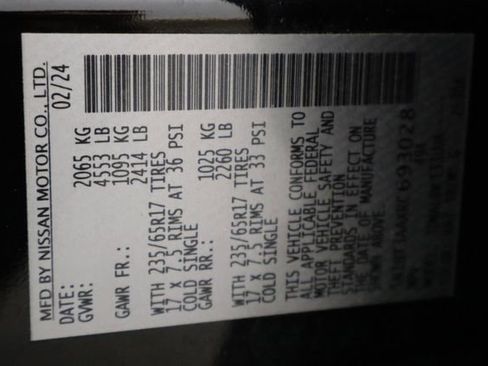 MFD BY NISSAN MOTOR CO., LTD.
DATE: 02/24
GVWR: 2065 KG
4553 LB
GAWR FR.: 1095 KG
2414 LB
WITH 235/65R17 TIRES
17 X 7.5 RIMS AT 36 PSI
COLD SINGLE
GAWR RR.: 1025 KG
2260 LB
WITH 235/65R17 TIRES
17 X 7.5 RIMS AT 33 PSI
COLD SINGLE
THIS VEHICLE CONFORMS TO
ALL APPLICABLE FEDERAL
MOTOR VEHICLE SAFETY AND
THEFT PREVENTION
STANDARDS IN EFFECT ON
THE DATE OF MANUFACTURE
SHOWN ABOVE
693028